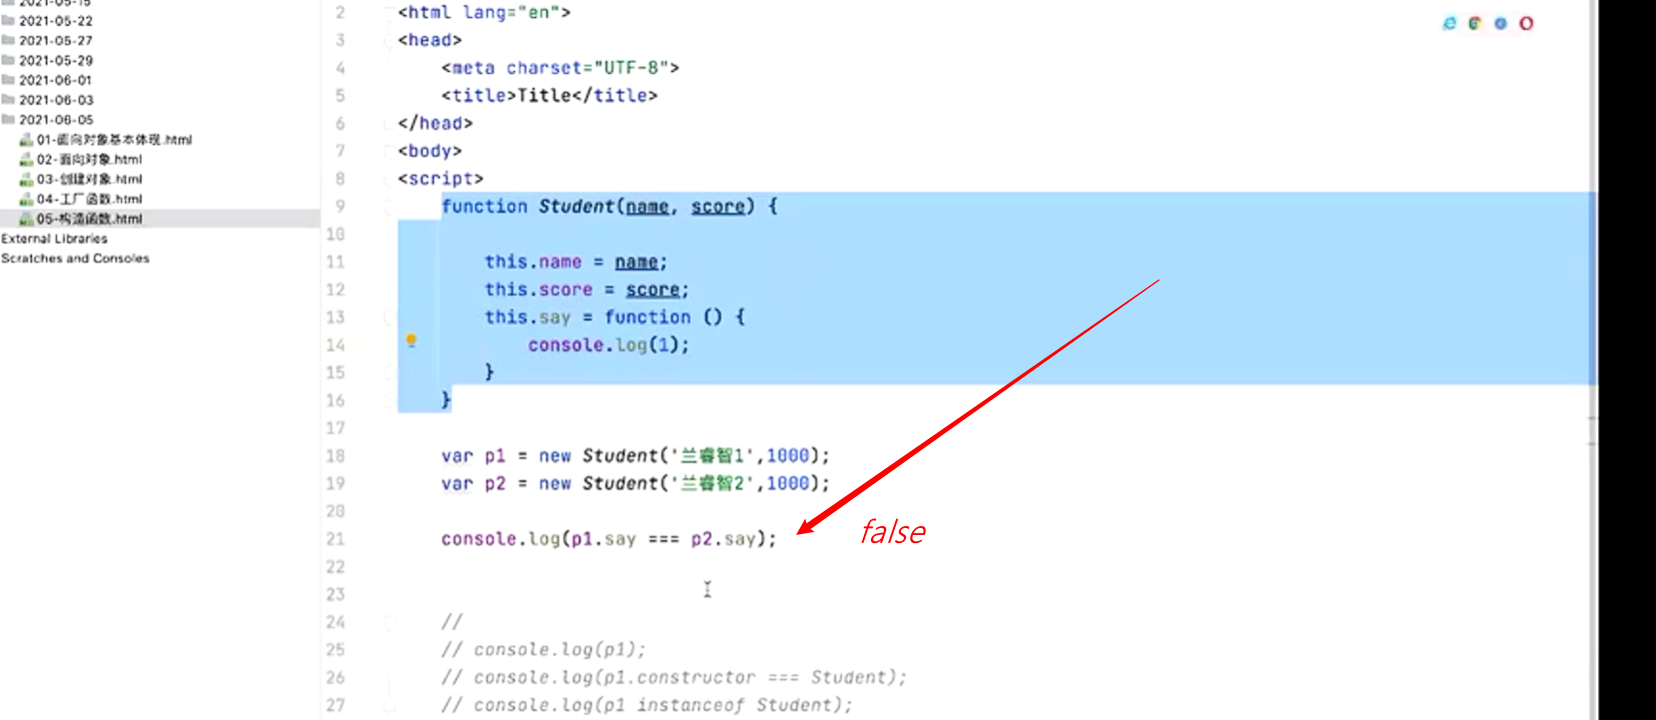 2021-05-15
2021-05-22
2021-05-27
2021-05-29
2021-06-01
2021-06-03
2021-06-05
01-面向对象基本体现.html
02-面向对象.html
03-创建对象.html
04-工厂函数.html
05-构造函数.html
External Libraries
Scratches and Consoles
2 <html lang="en">
3 <head>
4 <meta charset="UTF-8">
5 <title>Title</title>
6 </head>
7 <body>
8 <script>
9 function Student(name, score) {
10
11 this.name = name;
12 this.score = score;
13 this.say = function () {
14 console.log(1);
15 }
16 }
17
18 var p1 = new Student('兰睿智1',1000);
19 var p2 = new Student('兰睿智2',1000);
20
21 console.log(p1.say === p2.say);
false
22
23
24 //
25 // console.log(p1);
26 // console.log(p1.constructor === Student);
27 // console.log(p1 instanceof Student);